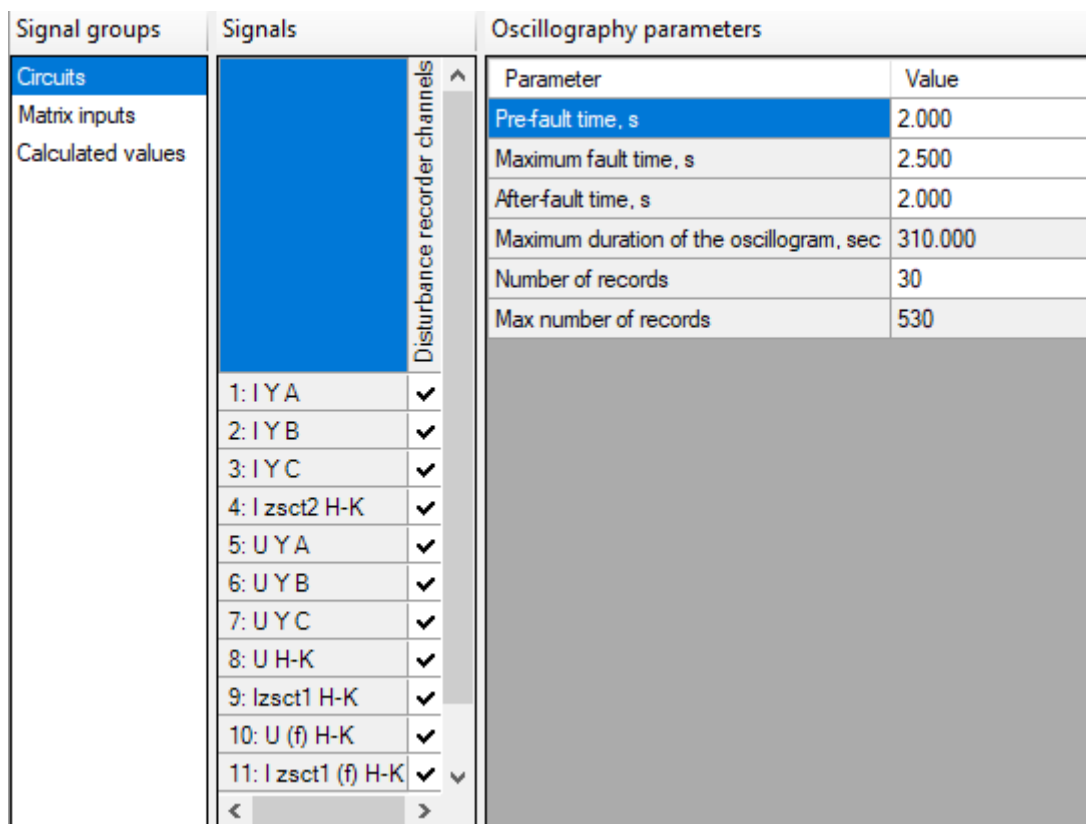 Signal groups
Circuits
Matrix inputs
Calculated values
Signals
Disturbance recorder channels
1: I Y A
2: I Y B
3: I Y C
4: I zsct2 H-K
5: U Y A
6: U Y B
7: U Y C
8: U H-K
9: Izsct1 H-K
10: U (f) H-K
11: I zsct1 (f) H-K
Oscillography parameters
Parameter Value
Pre-fault time, s 2.000
Maximum fault time, s 2.500
After-fault time, s 2.000
Maximum duration of the oscillogram, sec 310.000
Number of records 30
Max number of records 530